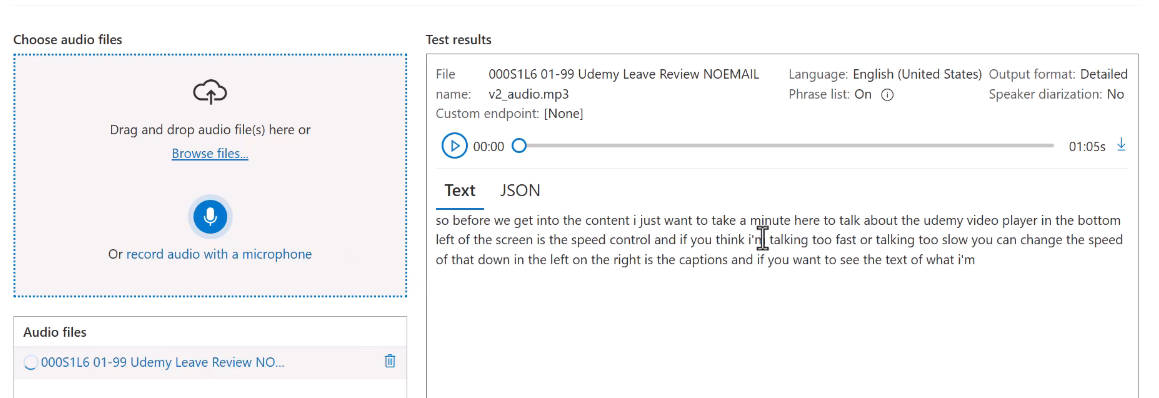 Choose audio files
Drag and drop audio file(s) here or
Browse files...
Or record audio with a microphone
Audio files
000S1L6 01-99 Udemy Leave Review NO...
Test results
File name: 000S1L6 01-99 Udemy Leave Review NOEMAIL v2_audio.mp3
Language: English (United States) Output format: Detailed
Phrase list: On Speaker diarization: No
Custom endpoint: [None]
00:00 01:05s
Text JSON
so before we get into the content i just want to take a minute here to talk about the udemy video player in the bottom
left of the screen is the speed control and if you think i'm talking too fast or talking too slow you can change the speed
of that down in the left on the right is the captions and if you want to see the text of what i'm